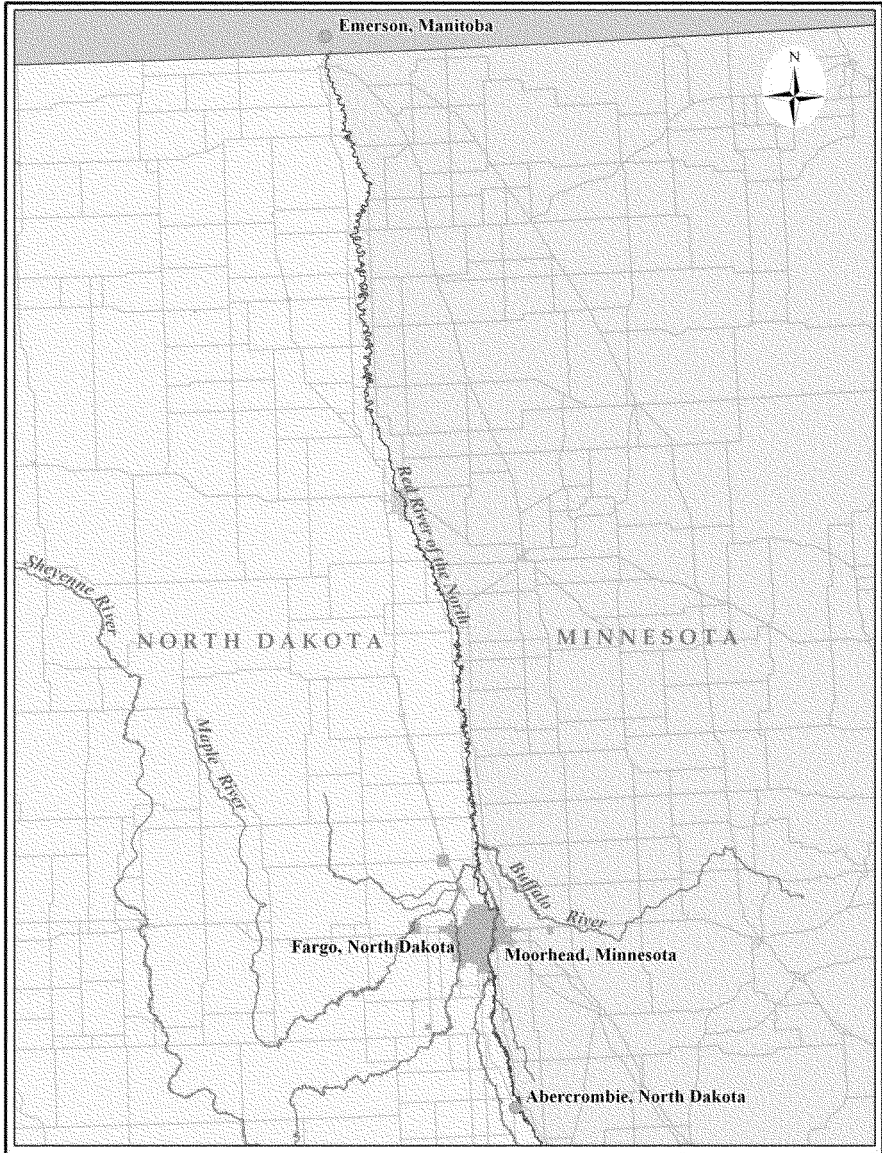 Emerson, Manitoba
N
Red River of the North
Sheyenne River
NORTH DAKOTA
MINNESOTA
Maple River
Buffalo River
Fargo, North Dakota
Moorhead, Minnesota
Abercrombie, North Dakota